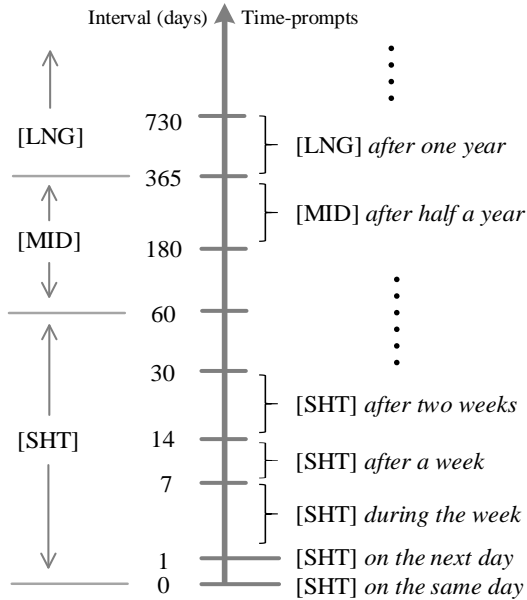 Interval (days) Time-prompts
730
[LNG] [LNG] after one year
365
[MID] [MID] after half a year
180
60
30
[SHT] after two weeks
[SHT] 14
[SHT] after a week
7
[SHT] during the week
1 [SHT] on the next day
0 [SHT] on the same day